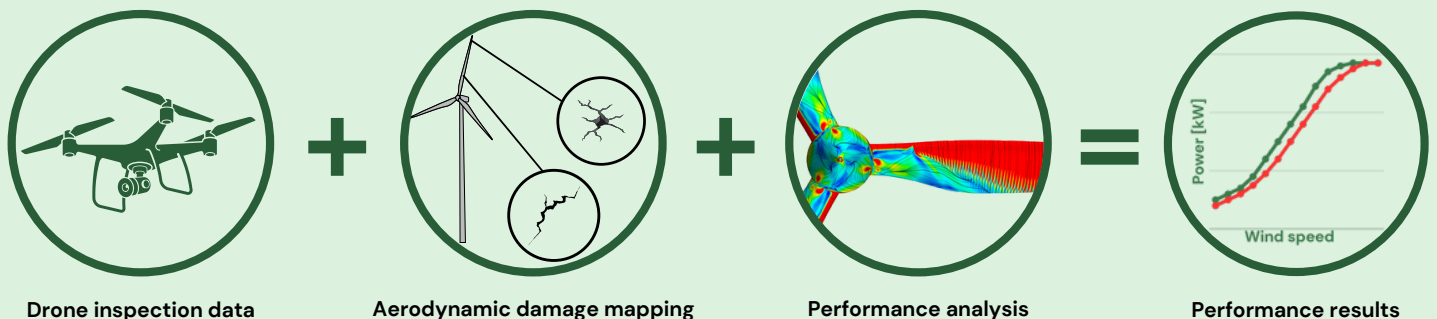 Power [kW]
Wind speed
Drone inspection data
Aerodynamic damage mapping
Performance analysis
Performance results